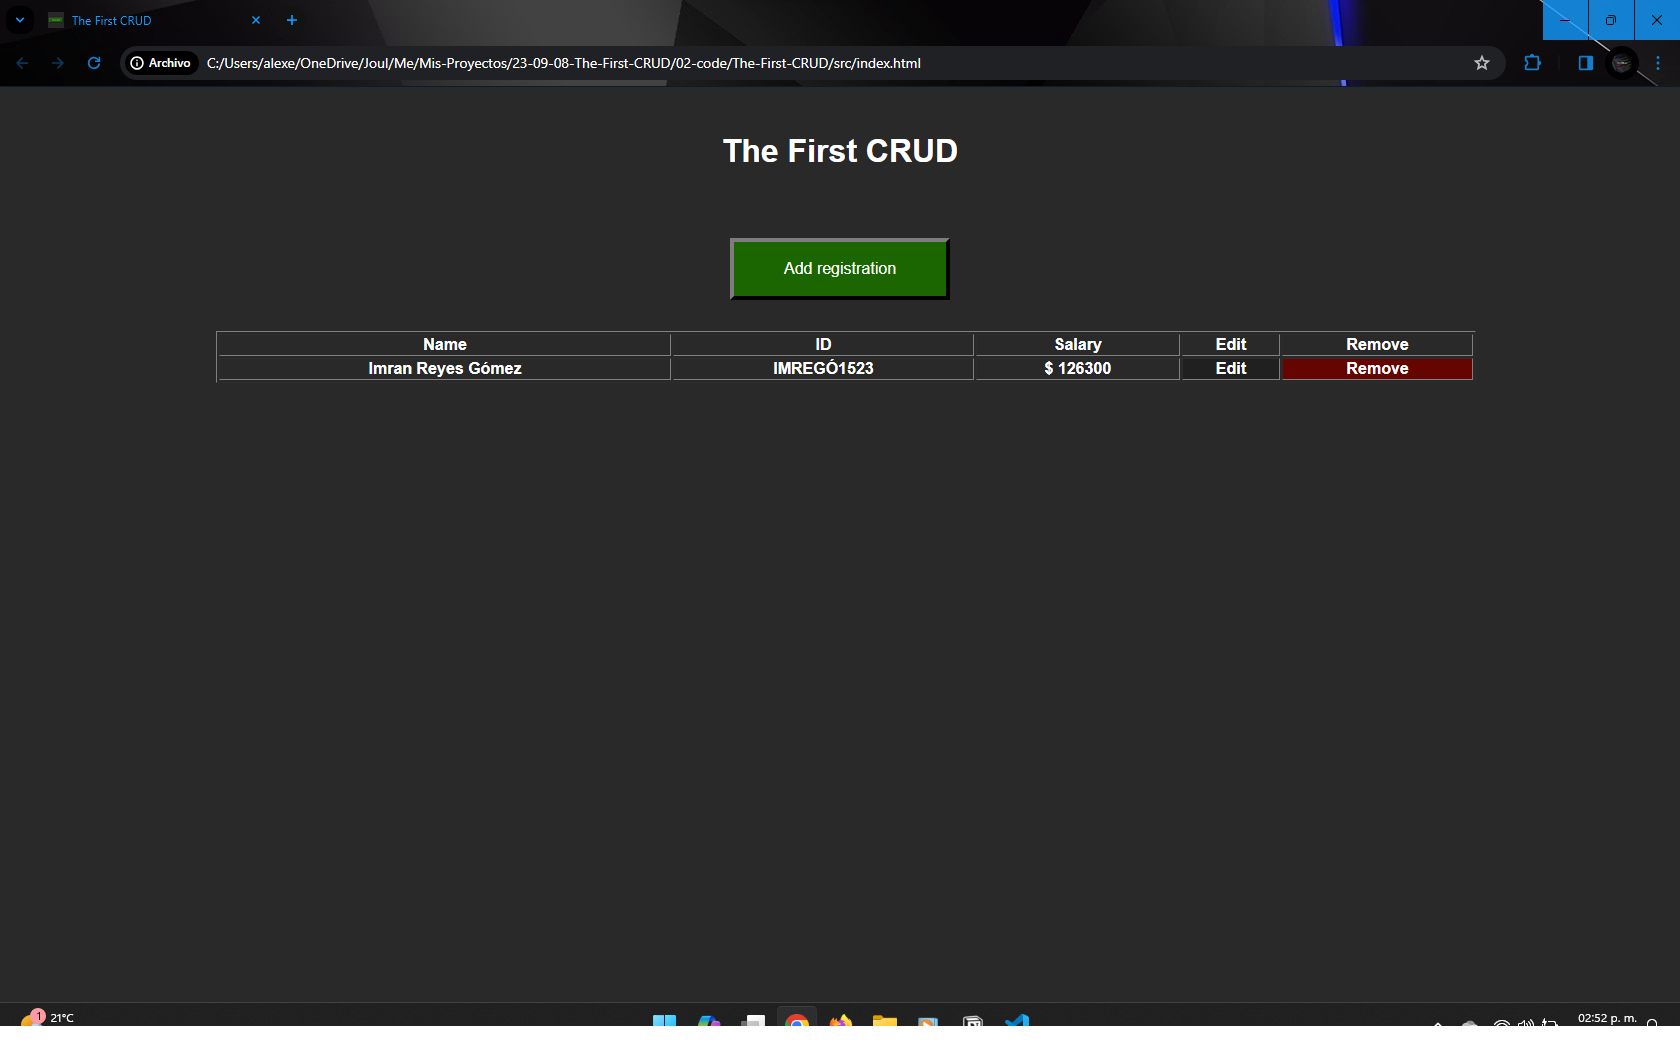 The First CRUD
Archivo C:/Users/alexe/OneDrive/Joul/Me/Mis-Proyectos/23-09-08-The-First-CRUD/02-code/The-First-CRUD/src/index.html
The First CRUD
Add registration
Name ID Salary Edit Remove
Imran Reyes Gómez IMREGÓ1523 $ 126300 Edit Remove
1 21°C 02:52 p. m.